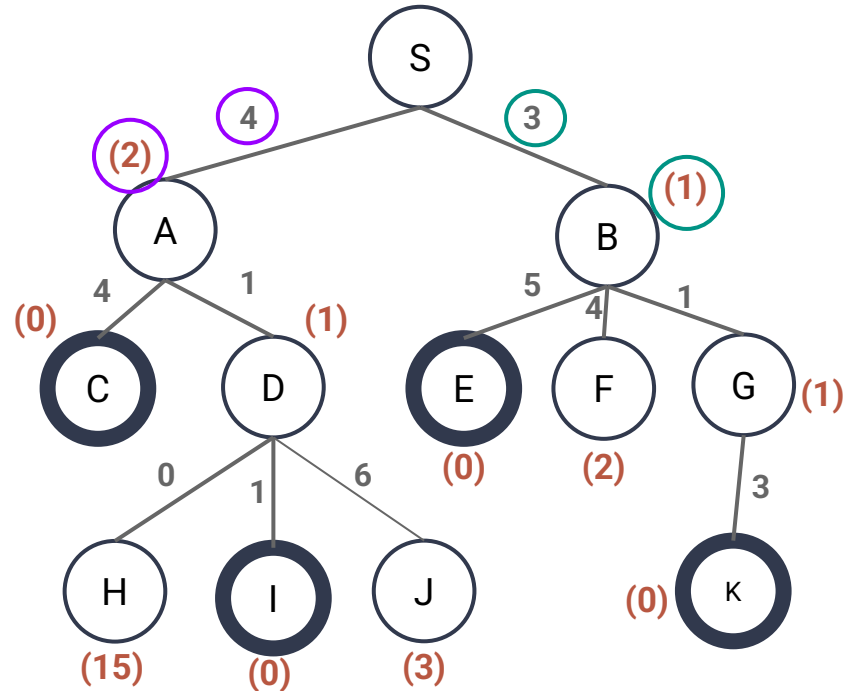 S
4 3
(2) (1)
A B
4 1 5 4 1
(0) (1)
C D E F G (1)
(0) (2)
0 1 6 3
H I J (0) K
(15) (0) (3)